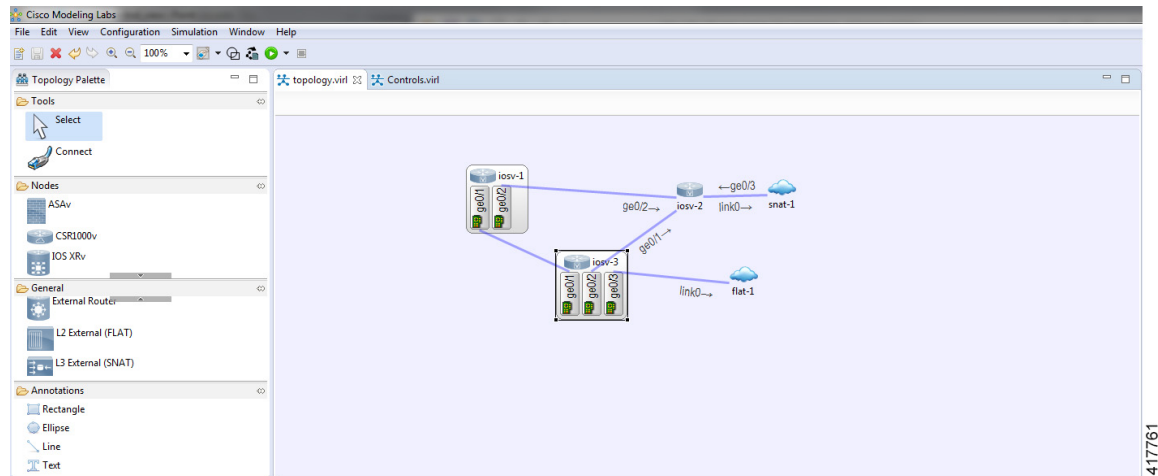 Cisco Modeling Labs
File Edit View Configuration Simulation Window Help
100%
Topology Palette
topology.virl
Controls.virl
Tools
Select
Connect
Nodes
ASAv
CSR1000v
IOS XRv
General
External Router
L2 External (FLAT)
L3 External (SNAT)
Annotations
Rectangle
Ellipse
Line
Text
iosv-1
ge0/1
ge0/2
ge0/2→
iosv-2
←ge0/3
link0→
snat-1
ge0/1→
iosv-3
ge0/1
ge0/2
ge0/3
link0→
flat-1
417761